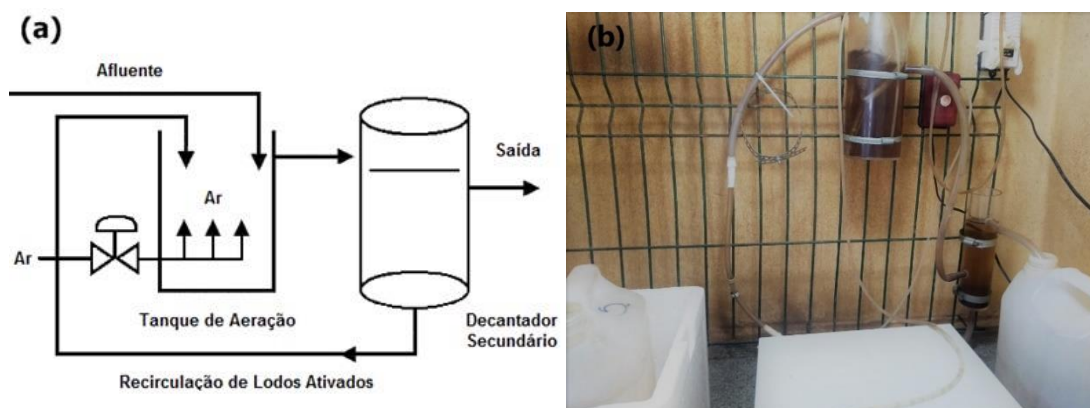 (a)
Afluente
Ar
Ar
Tanque de Aeração
Saída
Decantador
Secundário
Recirculação de Lodos Ativados
(b)